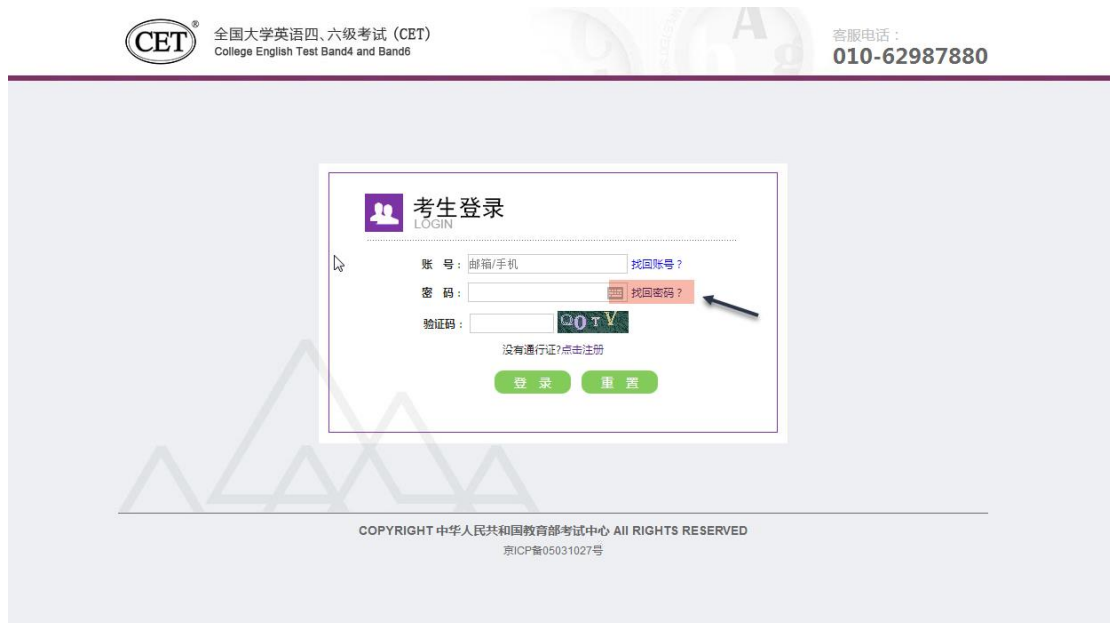 CET®
全国大学英语四、六级考试（CET）
College English Test Band4 and Band6
客服电话：
010-62987880
考生登录
LOGIN
账 号： 邮箱/手机 找回账号？
密 码： 找回密码？
验证码： QOTV
没有通行证?点击注册
登 录 重 置
COPYRIGHT 中华人民共和国教育部考试中心 All RIGHTS RESERVED
京ICP备05031027号